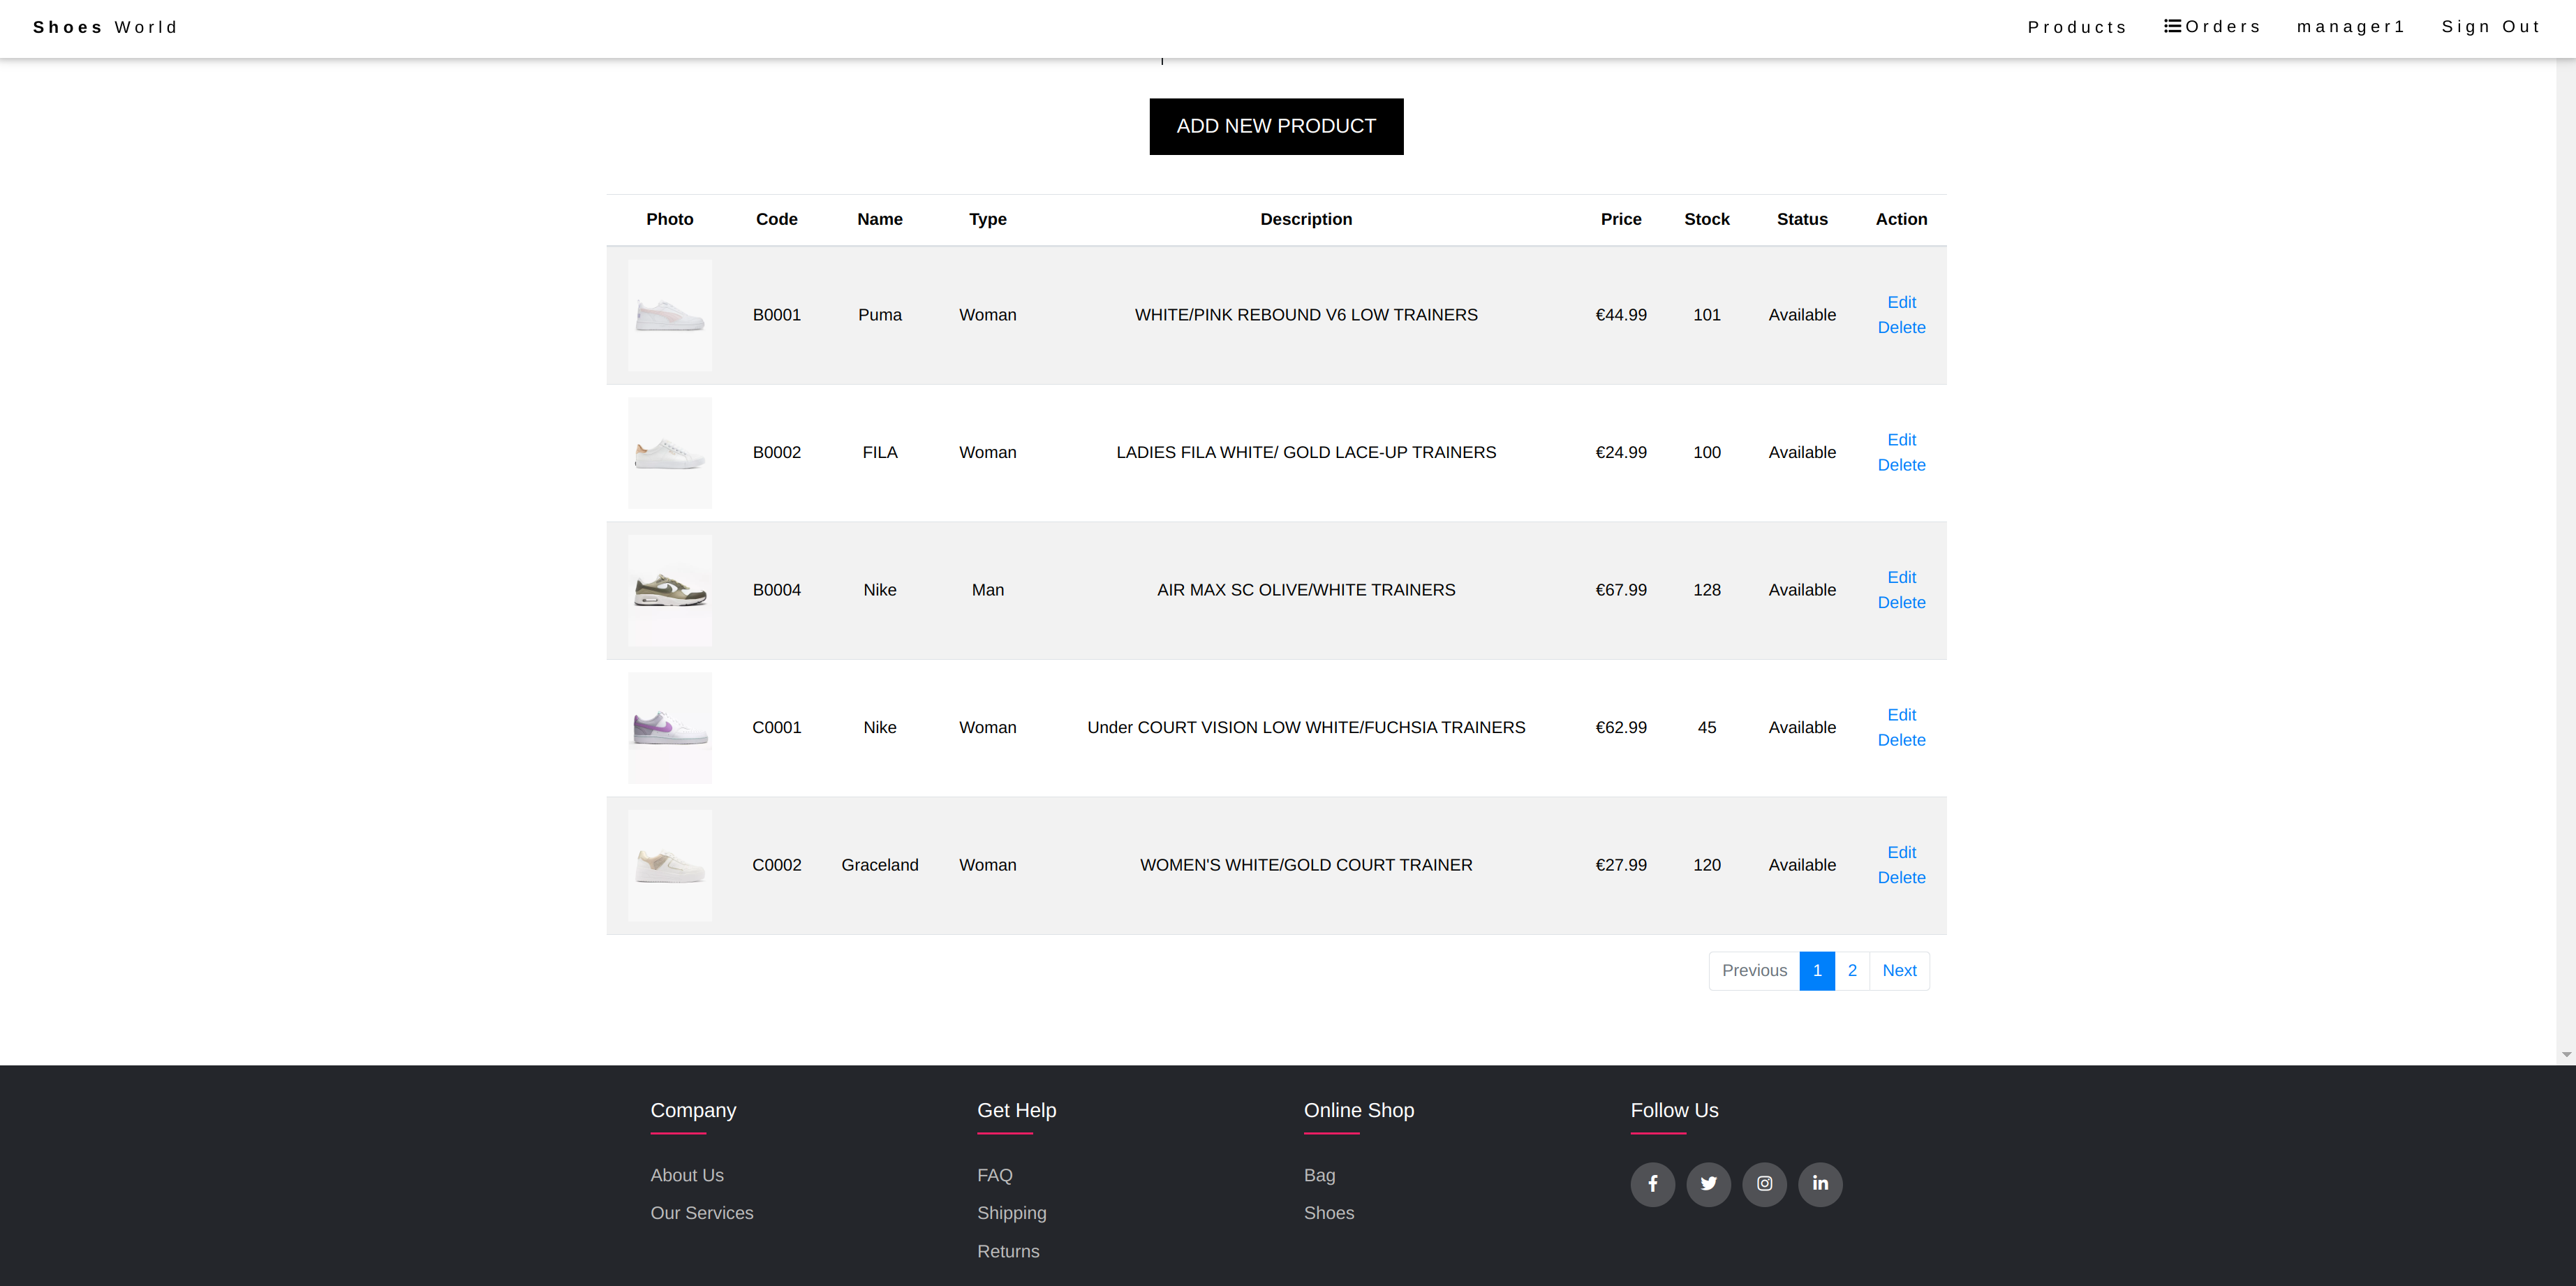 Shoes World
Products Orders manager1 Sign Out
ADD NEW PRODUCT
Photo Code Name Type Description Price Stock Status Action
B0001 Puma Woman WHITE/PINK REBOUND V6 LOW TRAINERS €44.99 101 Available Edit
Delete
B0002 FILA Woman LADIES FILA WHITE/ GOLD LACE-UP TRAINERS €24.99 100 Available Edit
Delete
B0004 Nike Man AIR MAX SC OLIVE/WHITE TRAINERS €67.99 128 Available Edit
Delete
C0001 Nike Woman Under COURT VISION LOW WHITE/FUCHSIA TRAINERS €62.99 45 Available Edit
Delete
C0002 Graceland Woman WOMEN'S WHITE/GOLD COURT TRAINER €27.99 120 Available Edit
Delete
Previous 1 2 Next
Company Get Help Online Shop Follow Us
About Us FAQ Bag
Our Services Shipping Shoes
Returns